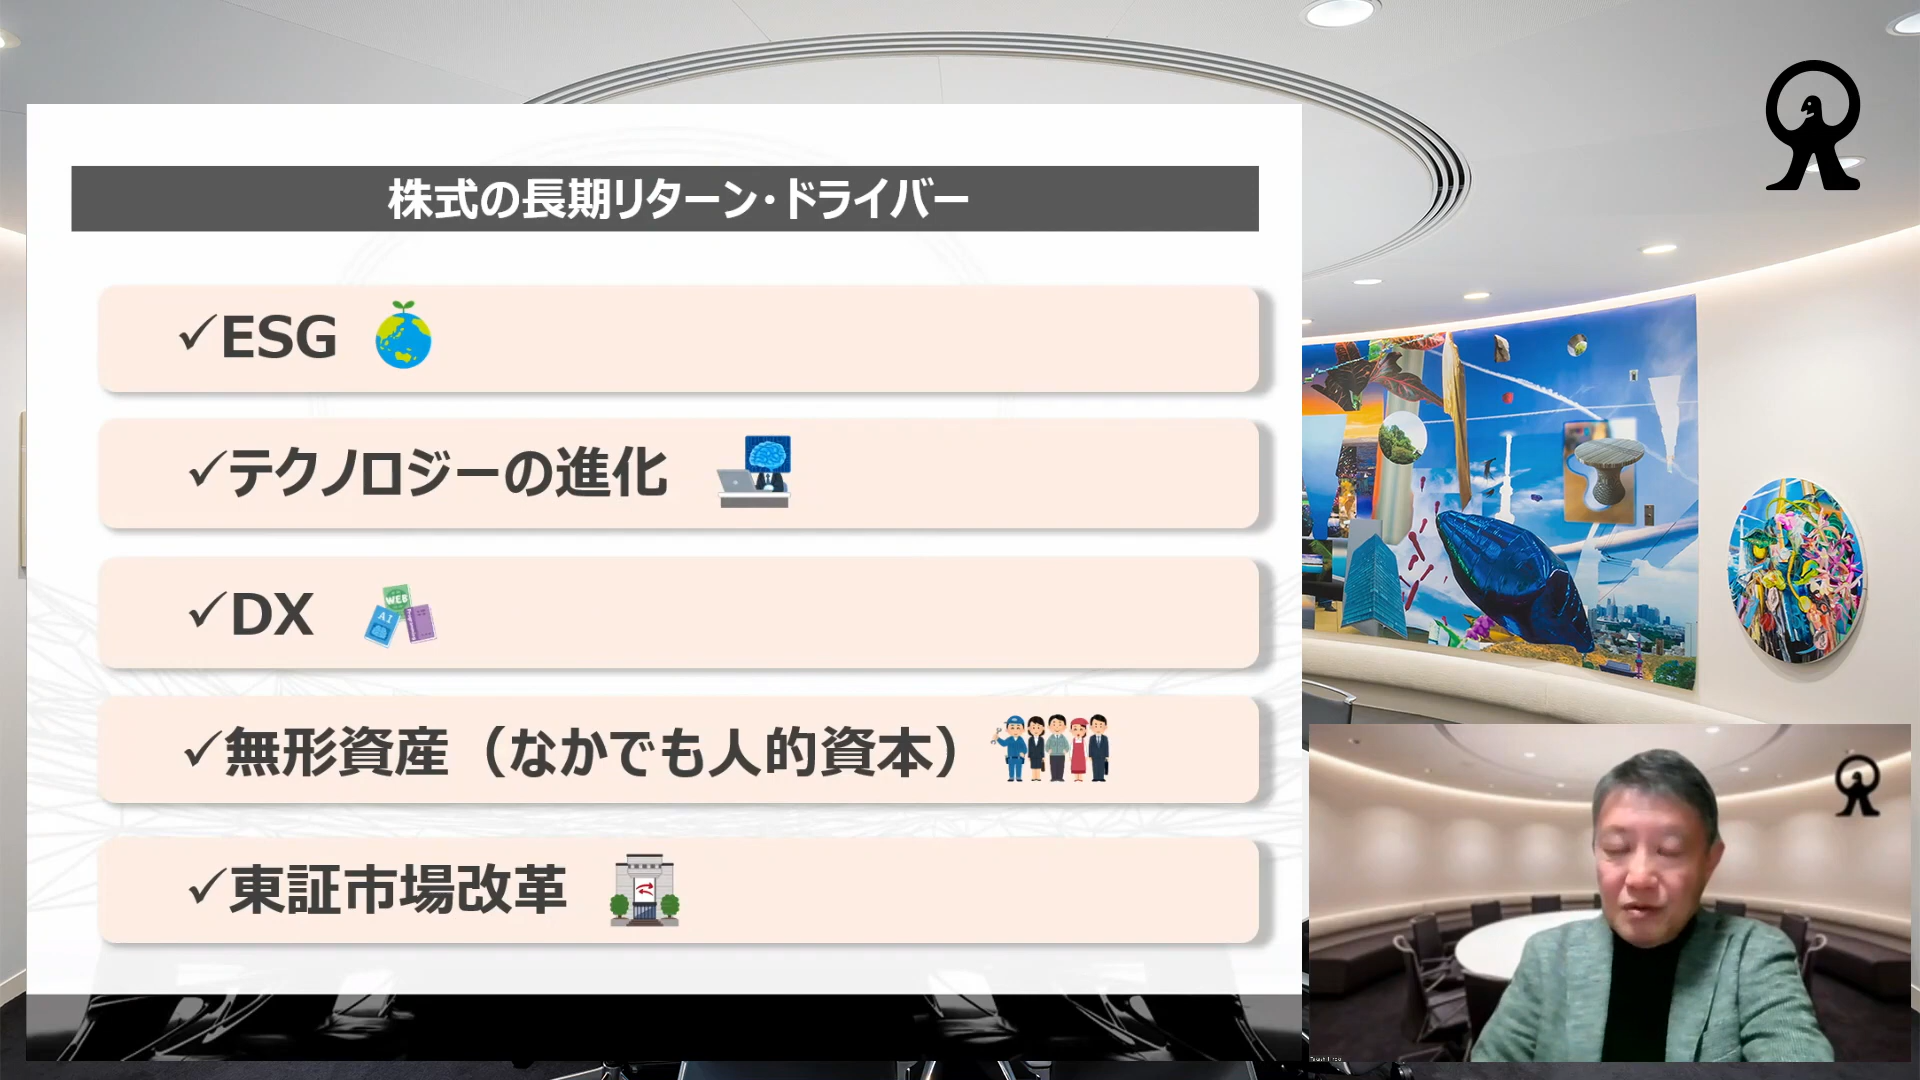 株式の長期リターン・ドライバー
✓ESG
✓テクノロジーの進化
✓DX
WEB
AI
✓無形資産（なかでも人的資本）
✓東証市場改革